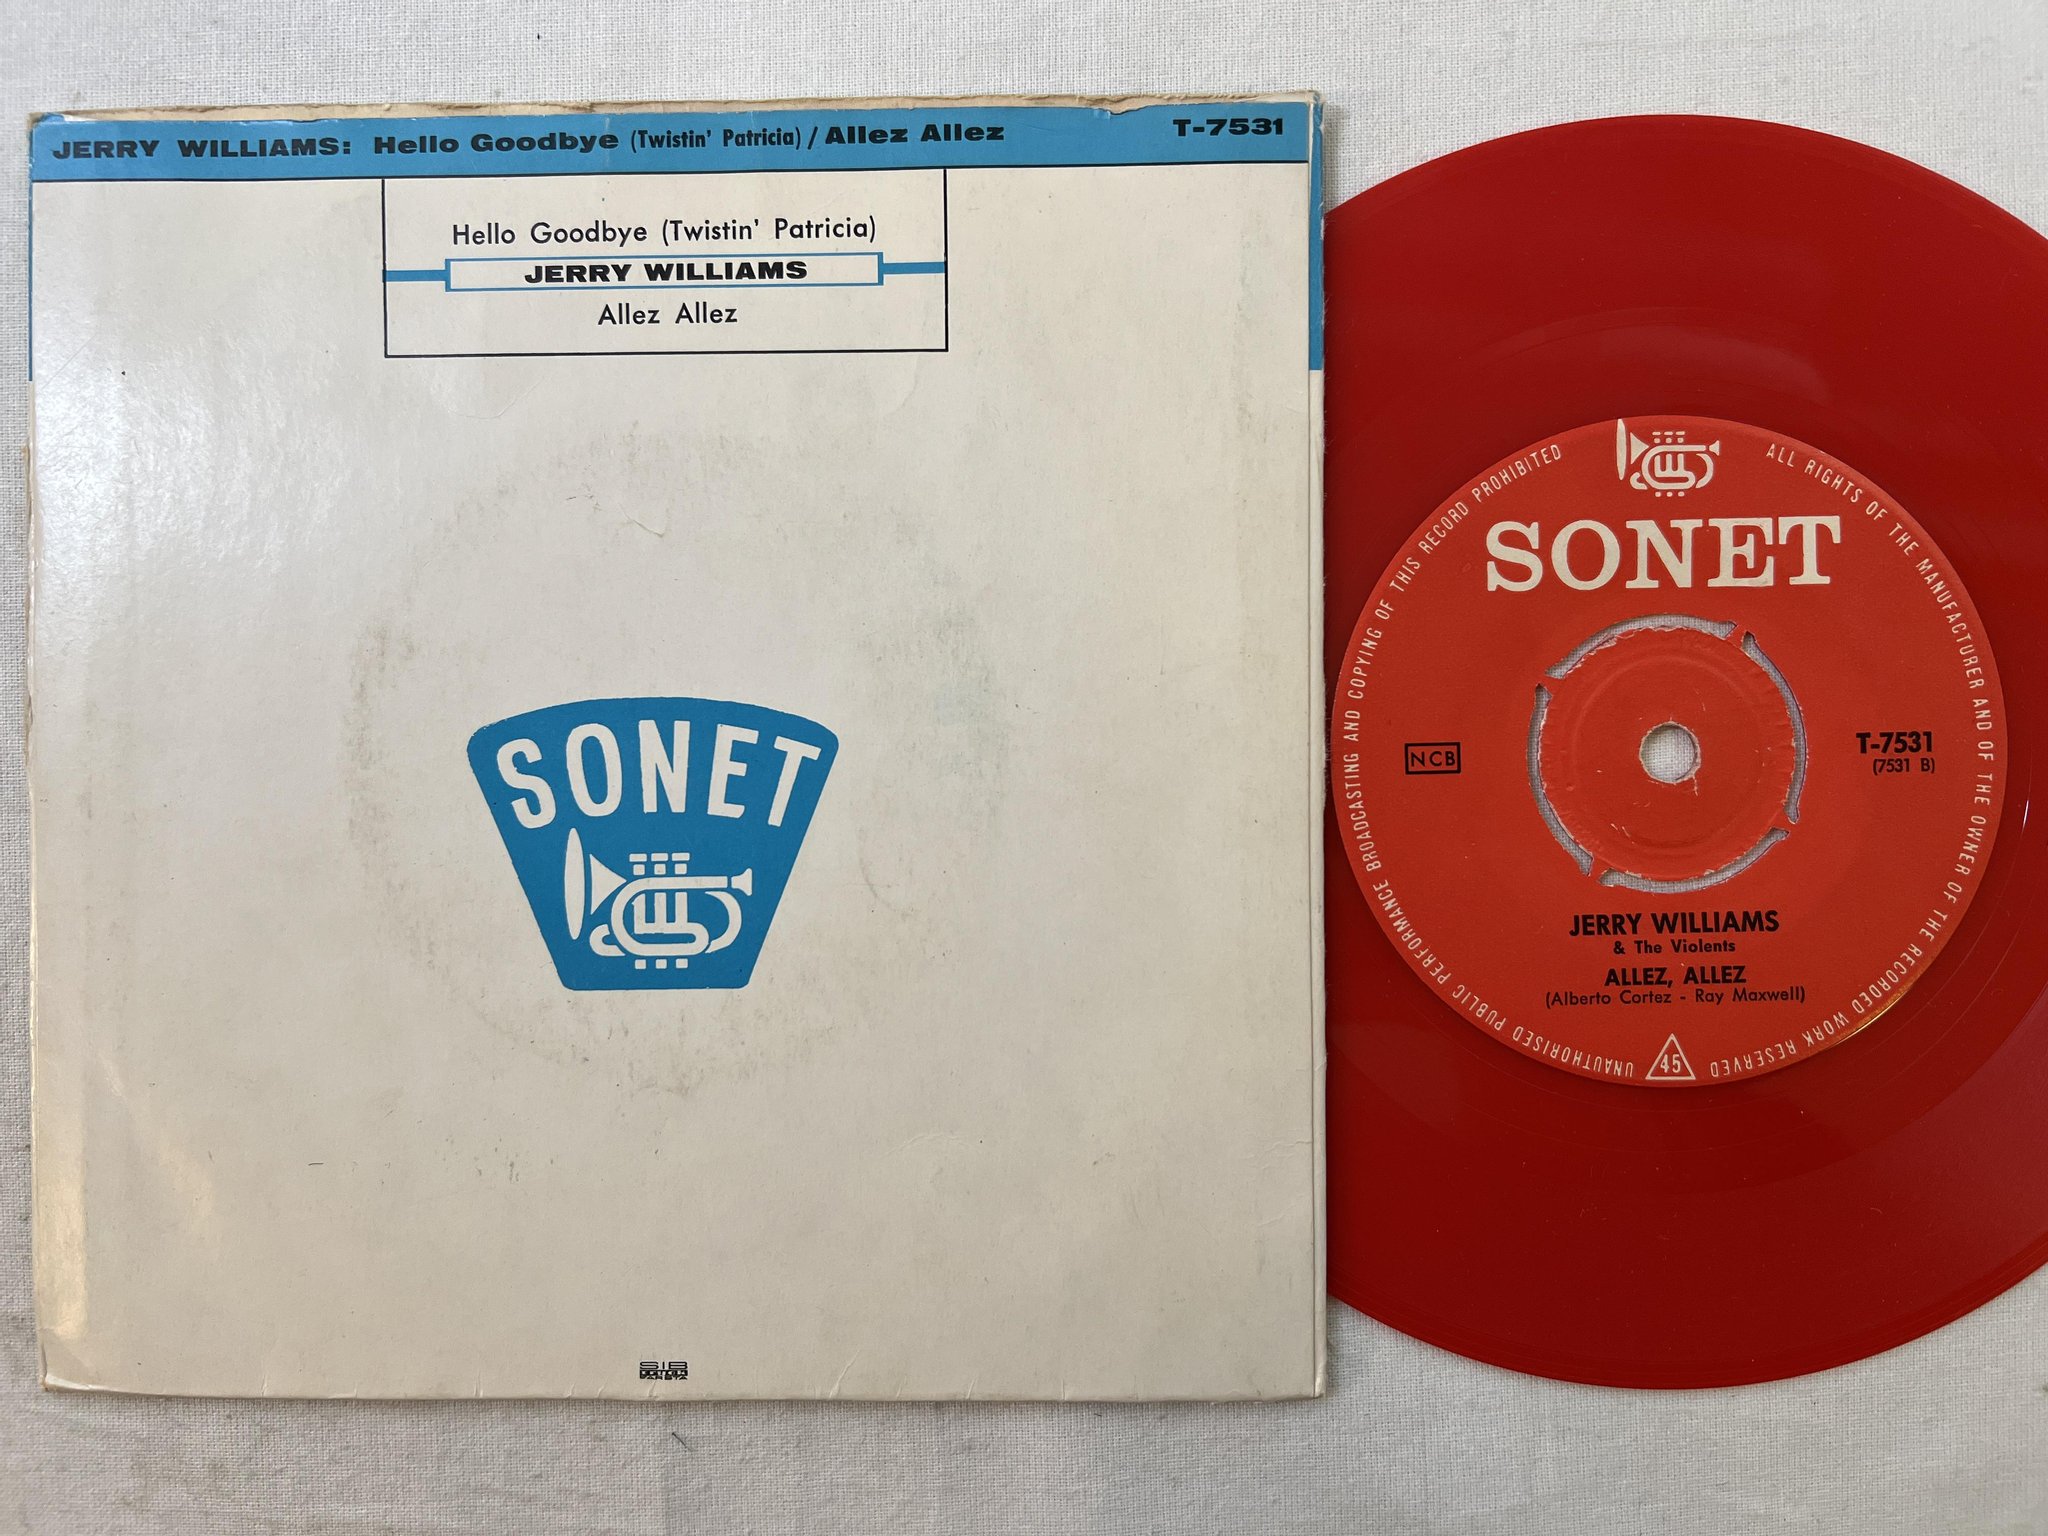 JERRY WILLIAMS: Hello Goodbye (Twistin' Patricia) / Allez Allez T-7531
Hello Goodbye (Twistin' Patricia)
JERRY WILLIAMS
Allez Allez
SONET
SIB
ALL RIGHTS OF THE MANUFACTURER AND OF THE OWNER OF THE RECORDED WORK RESERVED
UNAUTHORISED PUBLIC PERFORMANCE BROADCASTING AND COPYING OF THIS RECORD PROHIBITED
SONET
NCB
T-7531
(7531 B)
JERRY WILLIAMS
& The Violents
ALLEZ, ALLEZ
(Alberto Cortez - Ray Maxwell)
45